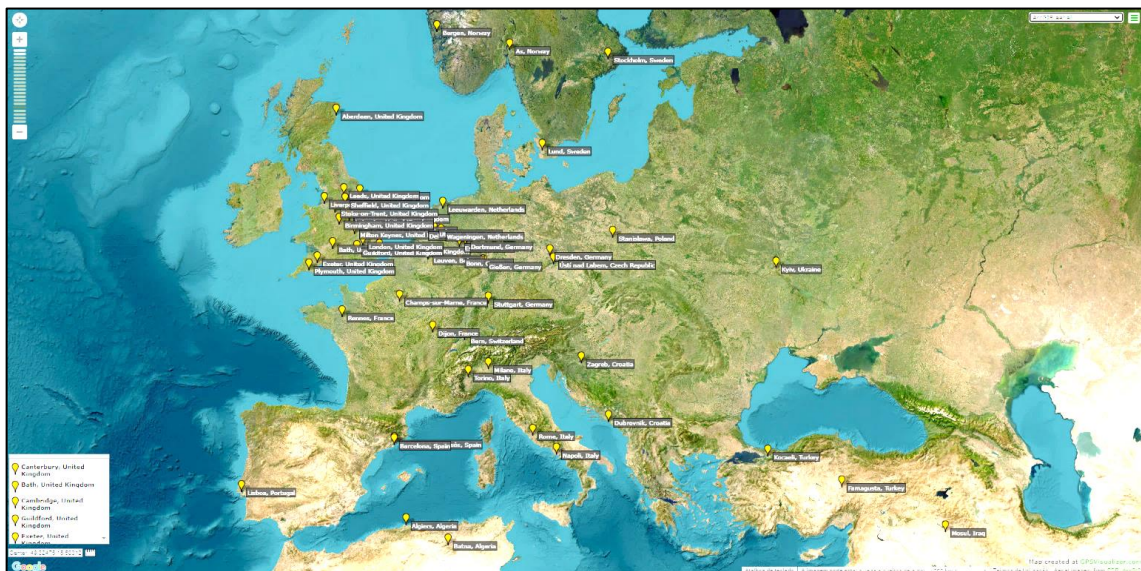 Bergen, Norway
As, Norway
Stockholm, Sweden
Aberdeen, United Kingdom
Lund, Sweden
Leeds, United Kingdom
Sheffield, United Kingdom
Leeuwarden, Netherlands
Stoke-on-Trent, United Kingdom
Birmingham, United Kingdom
Milton Keynes, United
Wageningen, Netherlands
Stanisława, Poland
London, United Kingdom
Dortmund, Germany
Bath,
Guildford, United Kingdom
Dresden, Germany
Exeter, United Kingdom
Leuven,
Bonn,
Gießen, Germany
Ústí nad Labem, Czech Republic
Kyiv, Ukraine
Plymouth, United Kingdom
Champs-sur-Marne, France
Stuttgart, Germany
Rennes, France
Dijon, France
Bern, Switzerland
Zagreb, Croatia
Milano, Italy
Torino, Italy
Dubrovnik, Croatia
Rome, Italy
Barcelona, Spain
Spain
Napoli, Italy
Kocaeli, Turkey
Famagusta, Turkey
Lisboa, Portugal
Algiers, Algeria
Batna, Algeria
Mosul, Iraq
Canterbury, United
Kingdom
Bath, United Kingdom
Cambridge, United
Kingdom
Guildford, United
Kingdom
Exeter, United
Kingdom
Google
Map created at GPSVisualizer.com